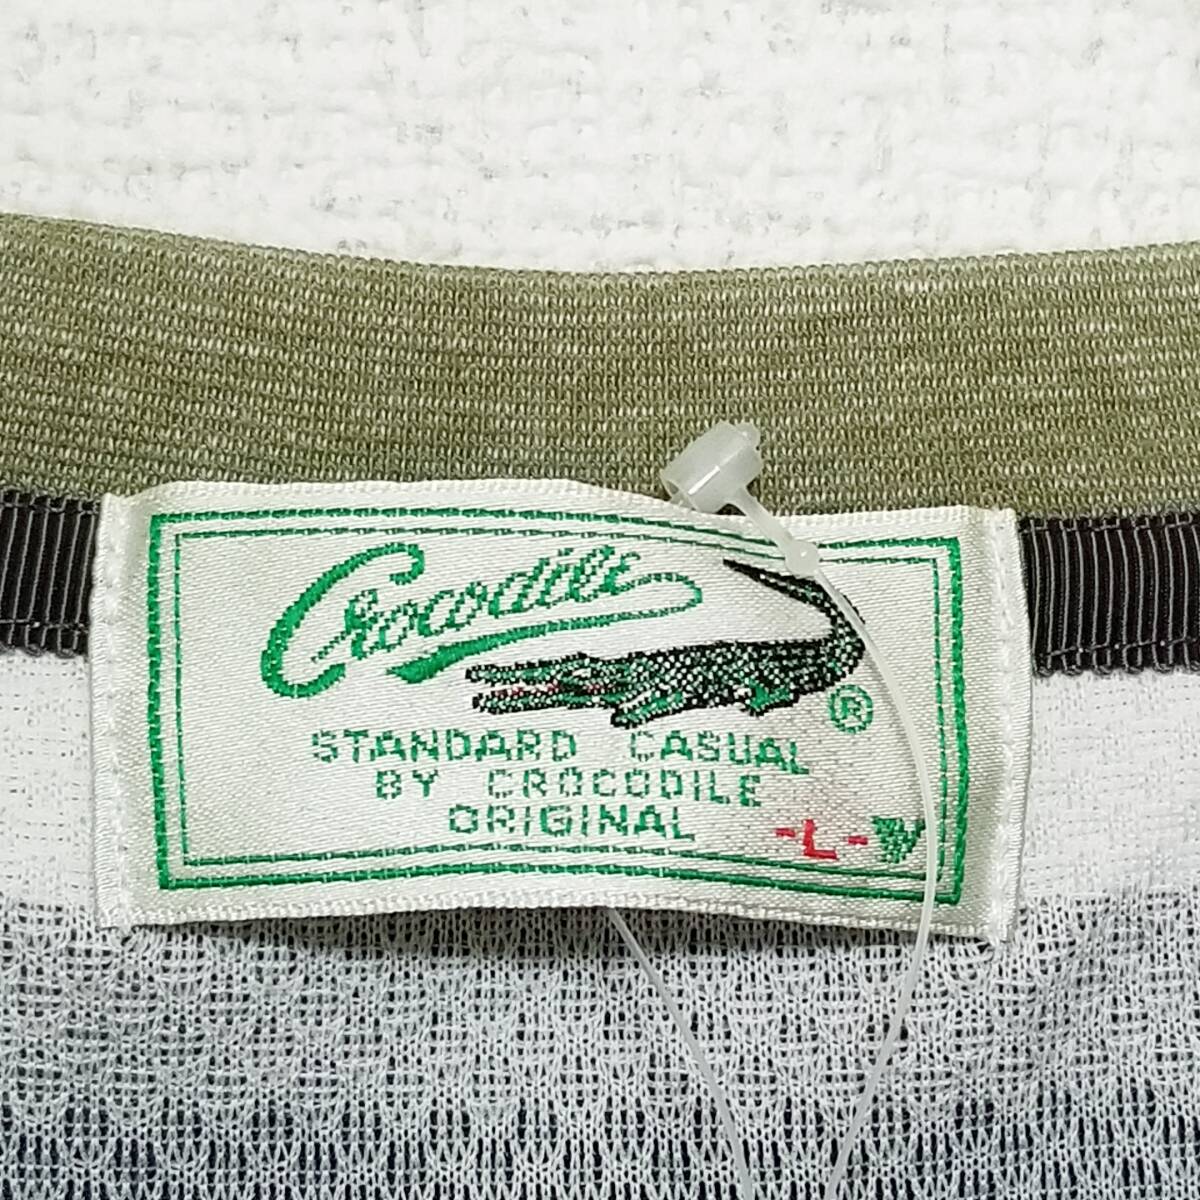 Crocodile
®
STANDARD CASUAL
BY CROCODILE
ORIGINAL
-L- W